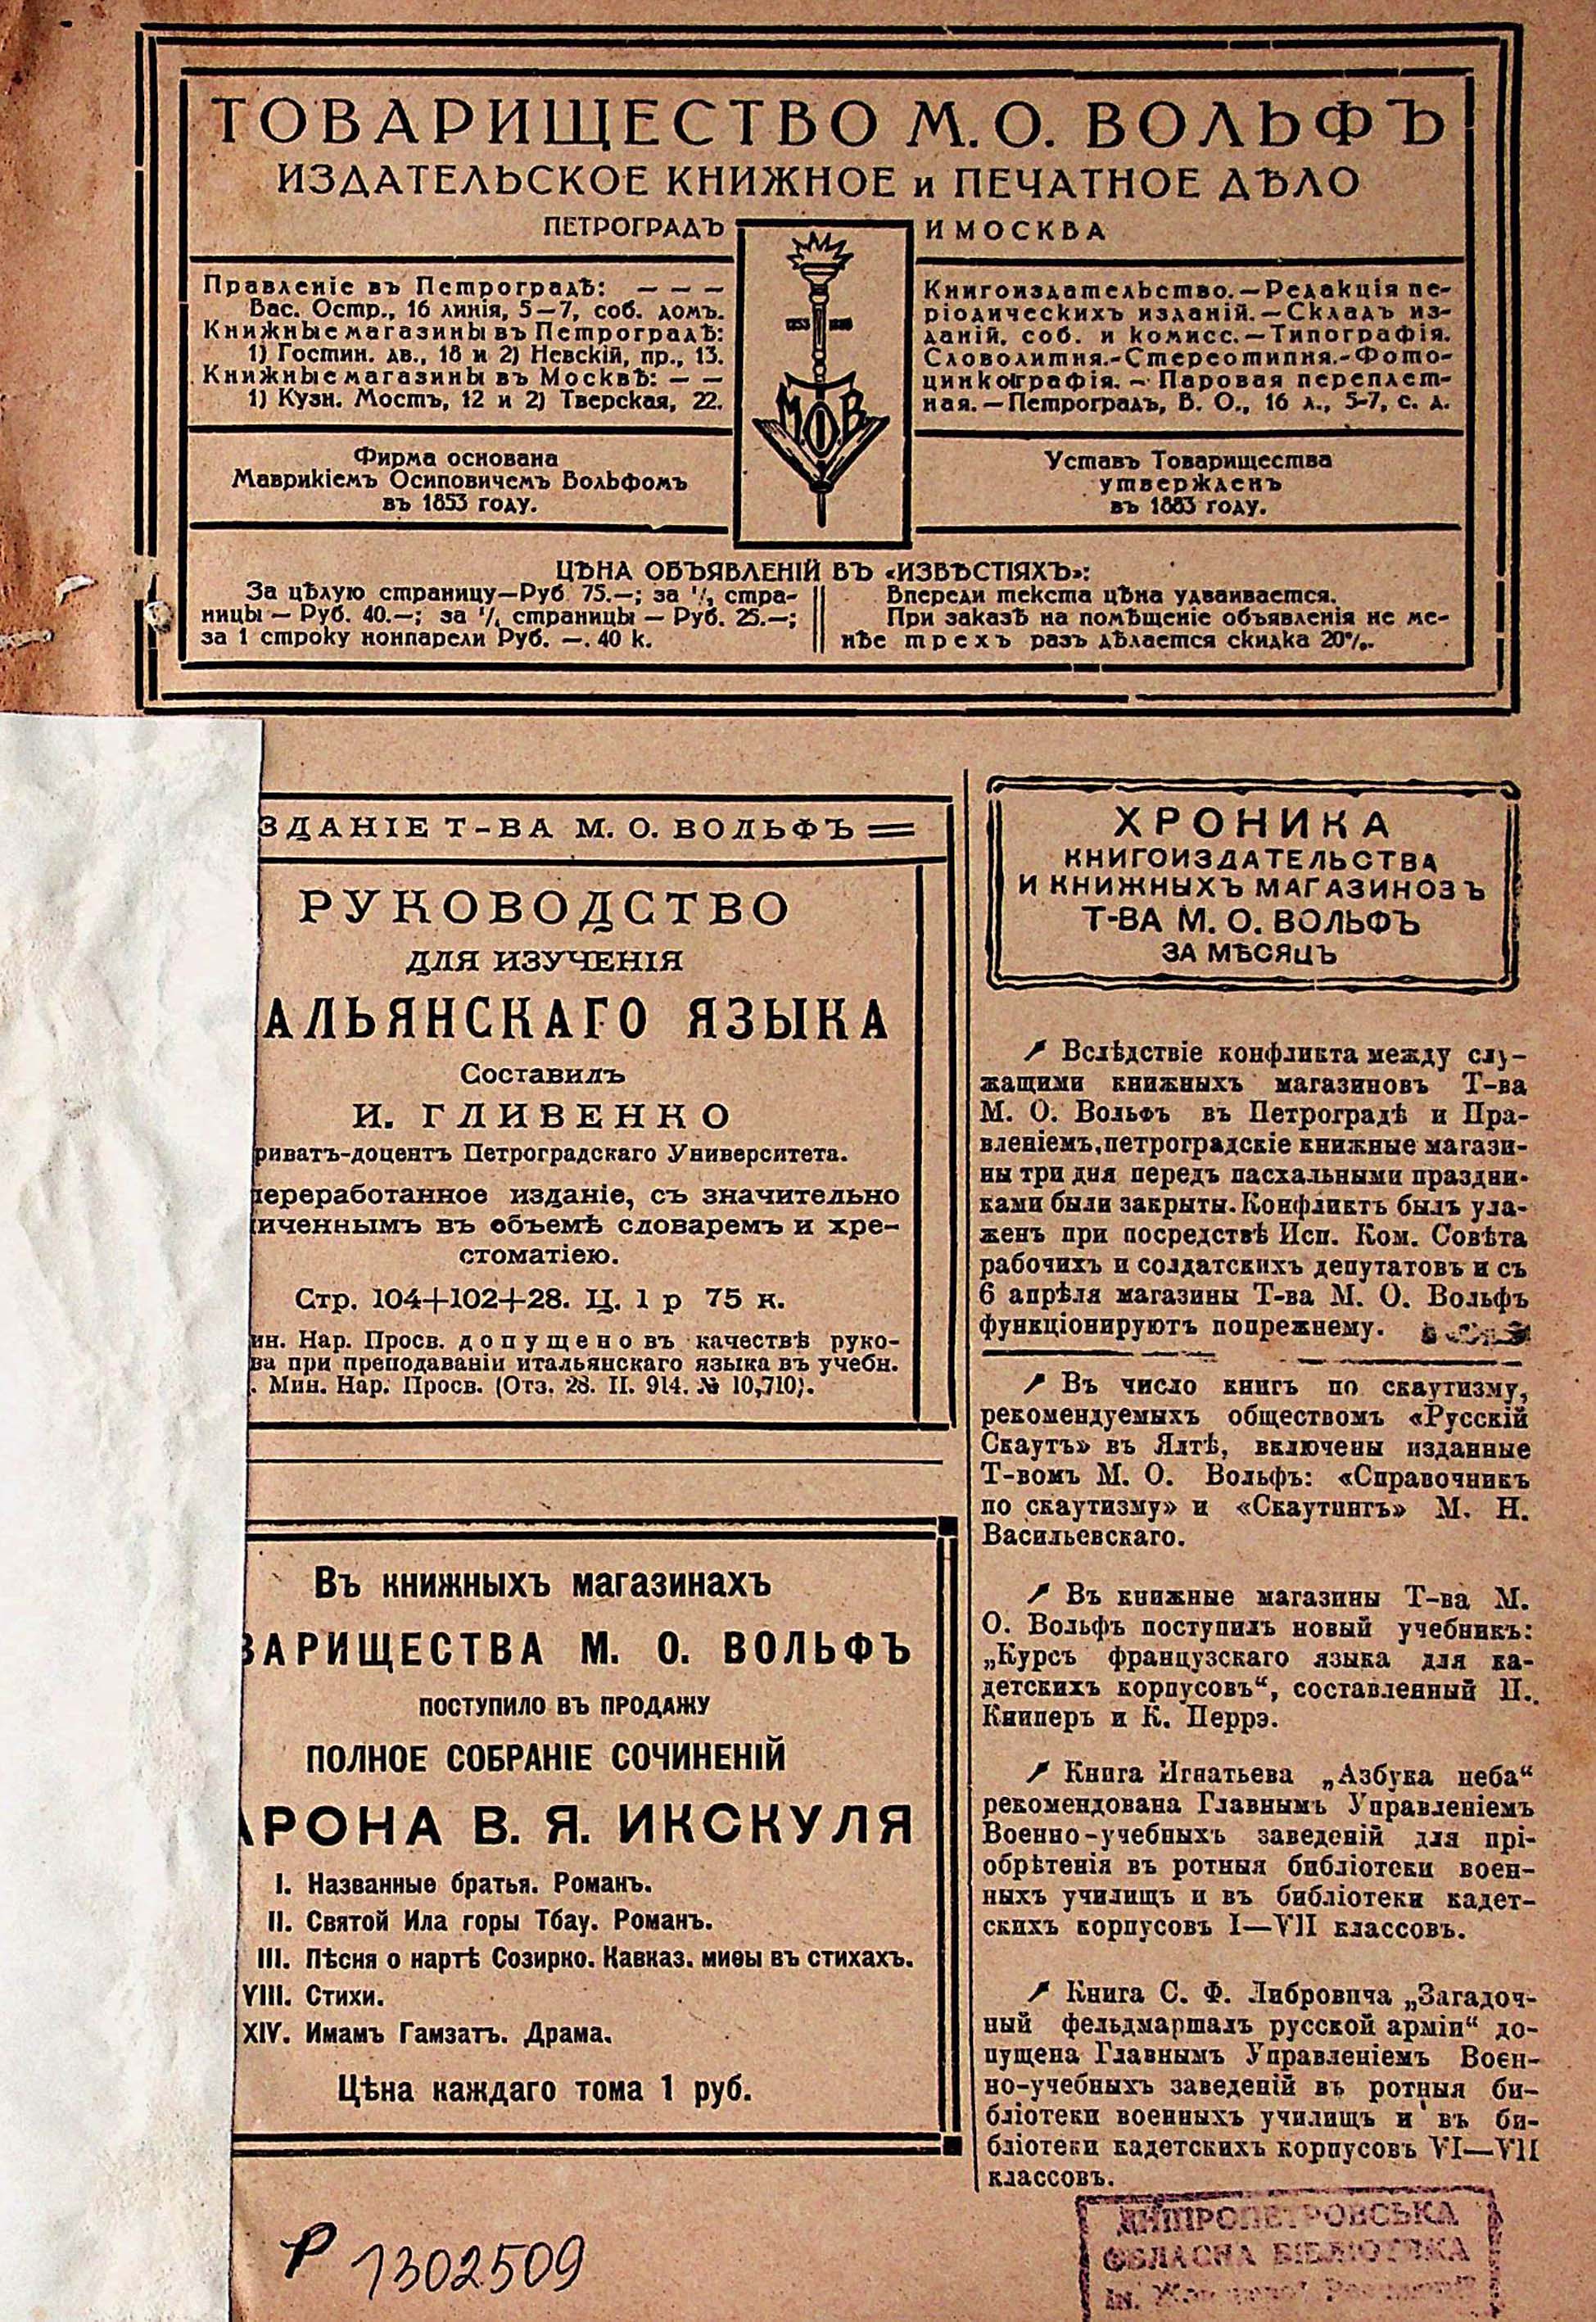 ТОВАРИЩЕСТВО М. О. ВОЛЬФЪ
ИЗДАТЕЛЬСКОЕ КНИЖНОЕ и ПЕЧАТНОЕ ДѢЛО
ПЕТРОГРАДЪ И МОСКВА
Правленіе въ Петроградѣ: — — —
Вас. Остр., 16 линія, 5—7, соб. домъ.
Книжные магазины въ Петроградѣ:
1) Гостин. дв., 18 и 2) Невскій, пр., 13.
Книжные магазины въ Москвѣ: — —
1) Кузн. Мостъ, 12 и 2) Тверская, 22.
Фирма основана
Маврикіемъ Осиповичемъ Вольфомъ
въ 1853 году.
МОВ
Книгоиздательство.—Редакція пе-
ріодическихъ изданій.—Складъ из-
даній, соб. и комисс.—Типографія.
Словолитня.-Стереотипня.-Фото-
цинкографія. — Паровая переплет-
ная.—Петроградъ, В. О., 16 л., 5-7, с. д.
Уставъ Товарищества
утвержденъ
въ 1883 году.
ЦѢНА ОБЪЯВЛЕНІЙ ВЪ «ИЗВѢСТІЯХЪ»:
За цѣлую страницу—Руб. 75.—; за стра-
ницы — Руб. 40.—; за страницы — Руб. 25.—;
за 1 строку нонпарели Руб. —. 40 к.
Впереди текста цѣна удваивается.
При заказѣ на помѣщеніе объявленія не ме-
нѣе трехъ разъ дѣлается скидка 20%.
ЗДАНІЕ Т-ВА М. О. ВОЛЬФЪ
РУКОВОДСТВО
ДЛЯ ИЗУЧЕНІЯ
АЛЬЯНСКАГО ЯЗЫКА
Составилъ
И. ГЛИВЕНКО
риватъ-доцентъ Петроградскаго Университета.
переработанное изданіе, съ значительно
иченнымъ въ объемѣ словаремъ и хре-
стоматіею.
Стр. 104+102+28. Ц. 1 р 75 к.
ин. Нар. Просв. допущено въ качествѣ руко-
ва при преподаваніи итальянскаго языка въ учебн.
. Мин. Нар. Просв. (Отз. 28. II. 914. № 10,710).
Въ книжныхъ магазинахъ
ВАРИЩЕСТВА М. О. ВОЛЬФЪ
ПОСТУПИЛО ВЪ ПРОДАЖУ
ПОЛНОЕ СОБРАНІЕ СОЧИНЕНІЙ
АРОНА В. Я. ИКСКУЛЯ
I. Названные братья. Романъ.
II. Святой Ила горы Тбау. Романъ.
III. Пѣсня о нартѣ Созирко. Кавказ. миѳы въ стихахъ.
VIII. Стихи.
XIV. Имамъ Гамзатъ. Драма.
Цѣна каждаго тома 1 руб.
Р 1302509
ХРОНИКА
КНИГОИЗДАТЕЛЬСТВА
И КНИЖНЫХЪ МАГАЗИНОЗЪ
Т-ВА М. О. ВОЛЬФЪ
ЗА МѢСЯЦЪ
Вслѣдствіе конфликта между слу-
жащими книжныхъ магазиновъ Т-ва
М. О. Вольфъ въ Петроградѣ и Пра-
вленіемъ, петроградскіе книжные магази-
ны три дня передъ пасхальными праздни-
ками были закрыты. Конфликтъ былъ ула-
женъ при посредствѣ Исп. Ком. Совѣта
рабочихъ и солдатскихъ депутатовъ и съ
6 апрѣля магазины Т-ва М. О. Вольфъ
функціонируютъ попрежнему.
Въ число книгъ по скаутизму,
рекомендуемыхъ обществомъ «Русскій
Скаутъ» въ Ялтѣ, включены изданные
Т-вомъ М. О. Вольфъ: «Справочникъ
по скаутизму» и «Скаутингъ» М. Н.
Васильевскаго.
Въ книжные магазины Т-ва М.
О. Вольфъ поступилъ новый учебникъ:
„Курсъ французскаго языка для ка-
детскихъ корпусовъ“, составленный П.
Книперъ и К. Перрэ.
Книга Игнатьева „Азбука неба“
рекомендована Главнымъ Управленіемъ
Военно-учебныхъ заведеній для прі-
обрѣтенія въ ротныя библіотеки воен-
ныхъ училищъ и въ библіотеки кадет-
скихъ корпусовъ I—VII классовъ.
Книга С. Ф. Либровича „Загадоч-
ный фельдмаршалъ русской арміи“ до-
пущена Главнымъ Управленіемъ Воен-
но-учебныхъ заведеній въ ротныя би-
бліотеки военныхъ училищъ и въ би-
бліотеки кадетскихъ корпусовъ VI—VII
классовъ.
ДНІПРОПЕТРОВСЬКА
ОБЛАСНА БІБЛІОТЕКА
ім.